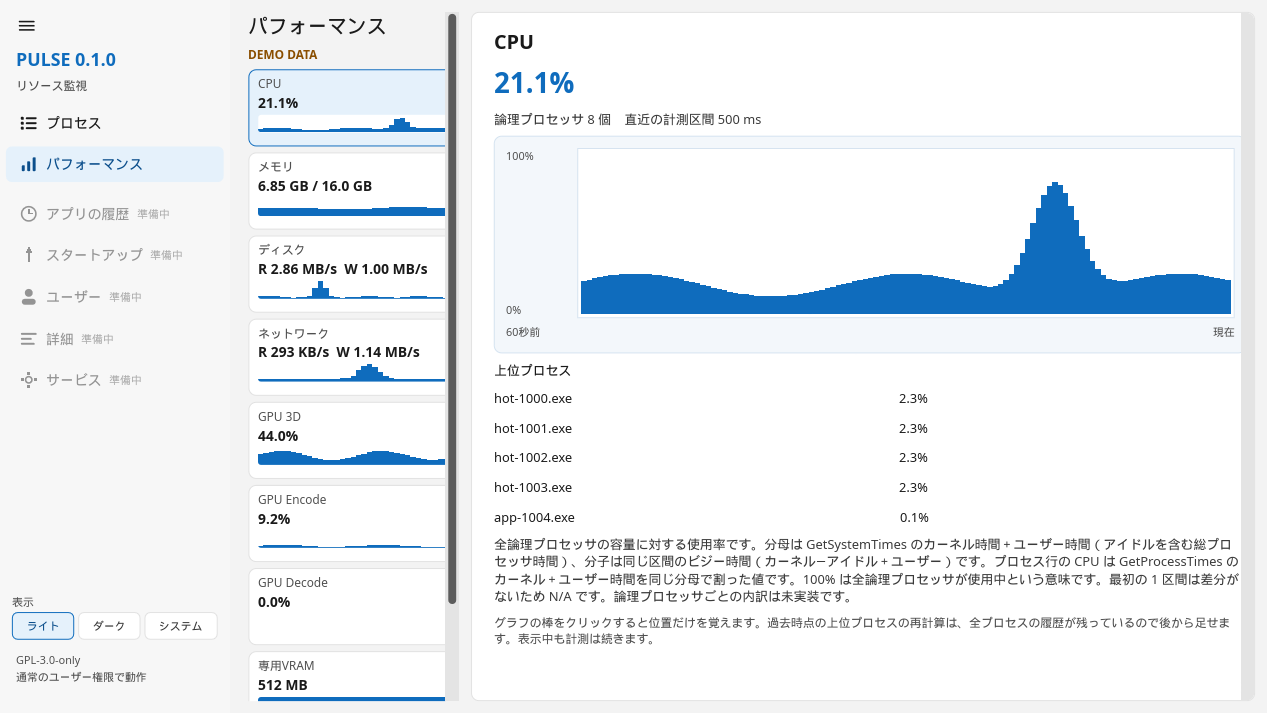 PULSE 0.1.0
リソース監視
プロセス
パフォーマンス
アプリの履歴 準備中
スタートアップ 準備中
ユーザー 準備中
詳細 準備中
サービス 準備中
表示
ライト ダーク システム
GPL-3.0-only
通常のユーザー権限で動作
パフォーマンス
DEMO DATA
CPU
21.1%
メモリ
6.85 GB / 16.0 GB
ディスク
R 2.86 MB/s W 1.00 MB/s
ネットワーク
R 293 KB/s W 1.14 MB/s
GPU 3D
44.0%
GPU Encode
9.2%
GPU Decode
0.0%
専用VRAM
512 MB
CPU
21.1%
論理プロセッサ 8 個 直近の計測区間 500 ms
100%
0%
60秒前 現在
上位プロセス
hot-1000.exe 2.3%
hot-1001.exe 2.3%
hot-1002.exe 2.3%
hot-1003.exe 2.3%
app-1004.exe 0.1%
全論理プロセッサの容量に対する使用率です。分母は GetSystemTimes のカーネル時間 + ユーザー時間 ( アイドルを含む総プロ
セッサ時間 ) 、分子は同じ区間のビジー時間 ( カーネル−アイドル + ユーザー ) です。プロセス行の CPU は GetProcessTimes の
カーネル + ユーザー時間を同じ分母で割った値です。100% は全論理プロセッサが使用中という意味です。最初の 1 区間は差分が
ないため N/A です。論理プロセッサごとの内訳は未実装です。
グラフの棒をクリックすると位置だけを覚えます。過去時点の上位プロセスの再計算は、全プロセスの履歴が残っているので後から足せま
す。表示中も計測は続きます。